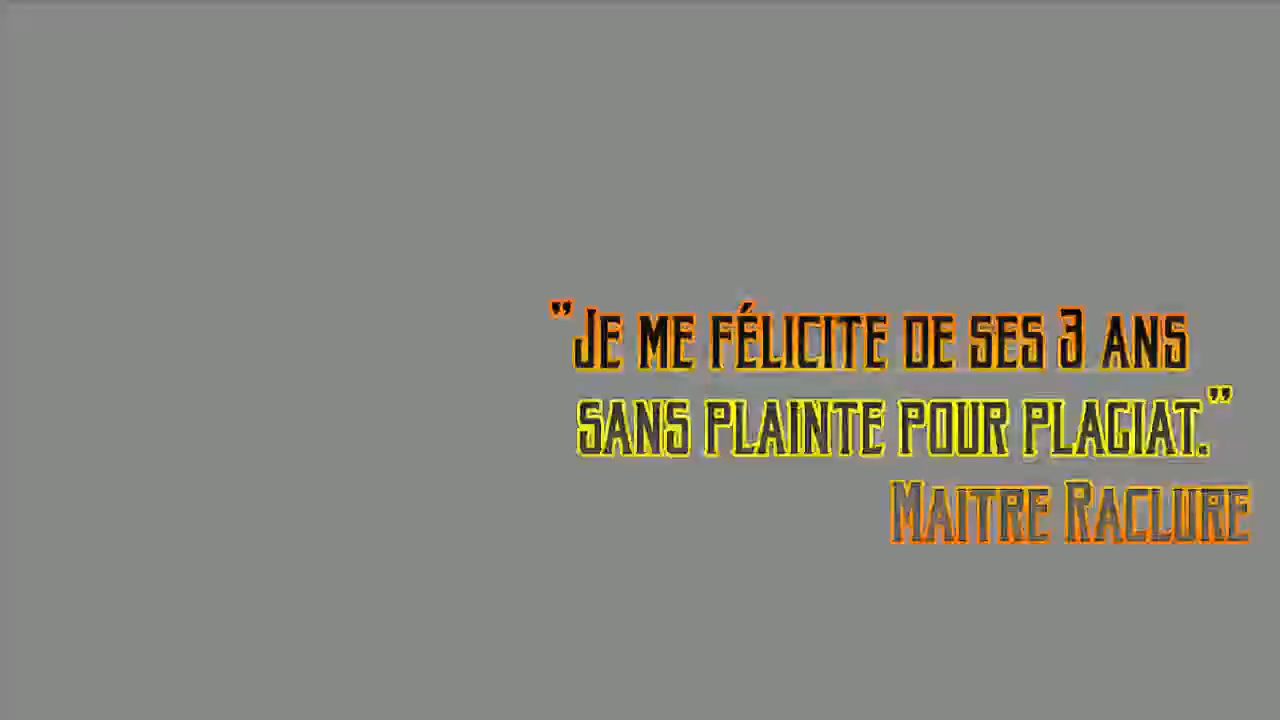 "Je me félicite de ses 3 ans
sans plainte pour plagiat."
Maitre Raclure